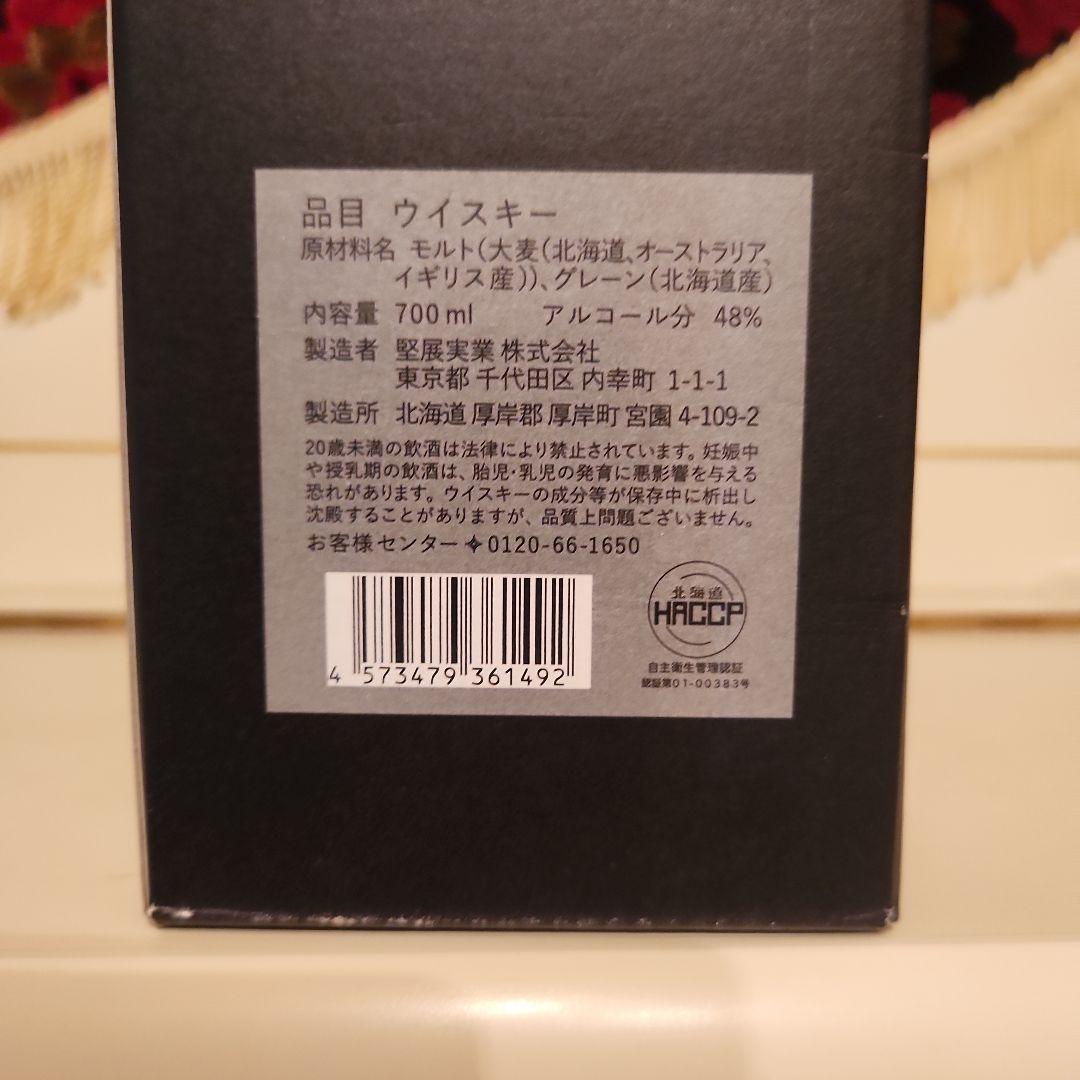 品目 ウイスキー
原材料名 モルト(大麦(北海道、オーストラリア、
イギリス産))、グレーン(北海道産)
内容量 700ml アルコール分 48%
製造者 堅展実業 株式会社
東京都 千代田区 内幸町 1-1-1
製造所 北海道 厚岸郡 厚岸町 宮園 4-109-2
20歳未満の飲酒は法律により禁止されています。妊娠中
や授乳期の飲酒は、胎児・乳児の発育に悪影響を与える
恐れがあります。ウイスキーの成分等が保存中に析出し
沈殿することがありますが、品質上問題ございません。
お客様センター 0120-66-1650
4 573479 361492
北海道
HACCP
自主衛生管理認証
認証第01-00383号